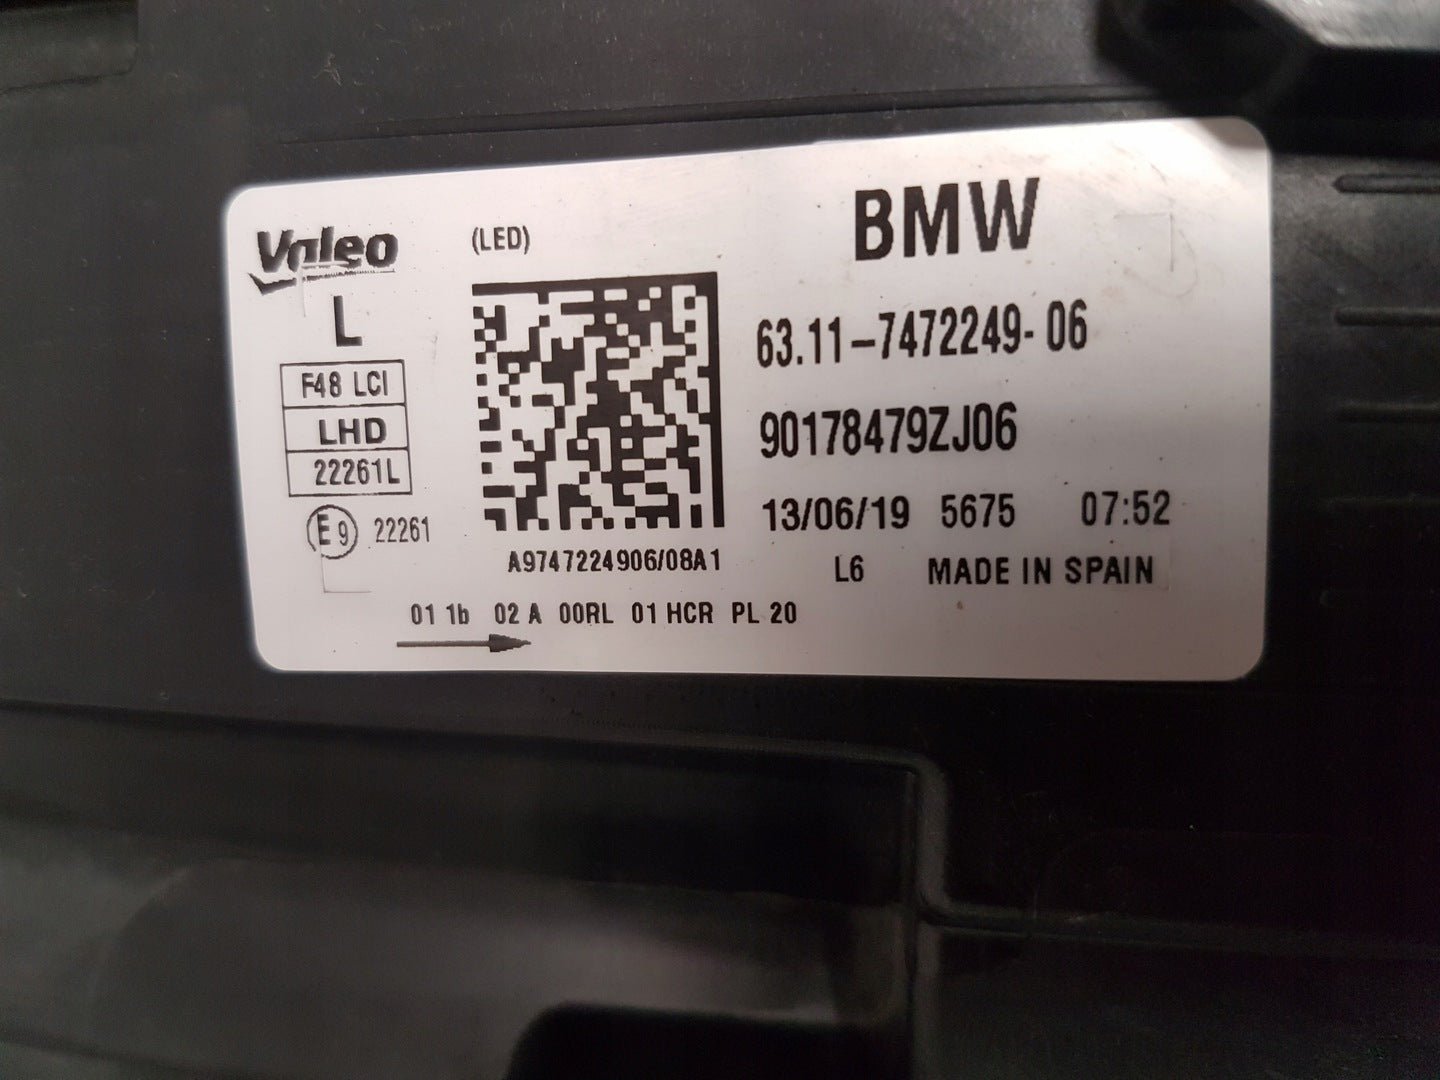 Valeo (LED) BMW
L
63.11-7472249-06
F48 LCI
LHD
22261L
90178479ZJ06
E9 22261
13/06/19 5675 07:52
A9747224906/08A1
L6 MADE IN SPAIN
01 1b 02 A 00RL 01 HCR PL 20